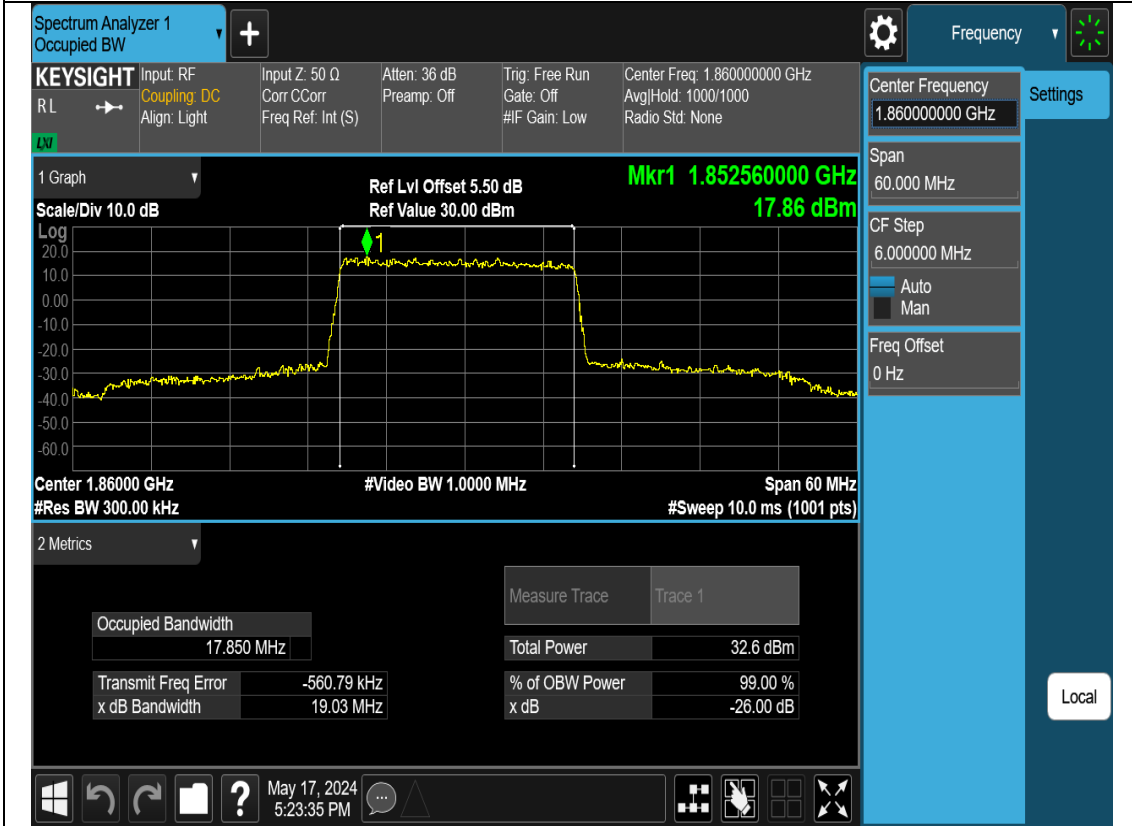 Spectrum Analyzer 1
Occupied BW
▼
+
Frequency
▼
KEYSIGHT
R L
LXI
Input: RF
Coupling: DC
Align: Light
Input Z: 50 Ω
Corr CCorr
Freq Ref: Int (S)
Atten: 36 dB
Preamp: Off
Trig: Free Run
Gate: Off
#IF Gain: Low
Center Freq: 1.860000000 GHz
Avg|Hold: 1000/1000
Radio Std: None
Center Frequency
1.860000000 GHz
Settings
Span
60.000 MHz
CF Step
6.000000 MHz
Auto
Man
Freq Offset
0 Hz
Local
1 Graph
▼
Scale/Div 10.0 dB
Ref Lvl Offset 5.50 dB
Ref Value 30.00 dBm
Mkr1 1.852560000 GHz
17.86 dBm
Log
1
20.0
10.0
0.00
-10.0
-20.0
-30.0
-40.0
-50.0
-60.0
Center 1.86000 GHz
#Video BW 1.0000 MHz
Span 60 MHz
#Res BW 300.00 kHz
#Sweep 10.0 ms (1001 pts)
2 Metrics
▼
Measure Trace Trace 1
Occupied Bandwidth
17.850 MHz
Total Power 32.6 dBm
Transmit Freq Error -560.79 kHz
% of OBW Power 99.00 %
x dB Bandwidth 19.03 MHz
x dB -26.00 dB
?
May 17, 2024
5:23:35 PM